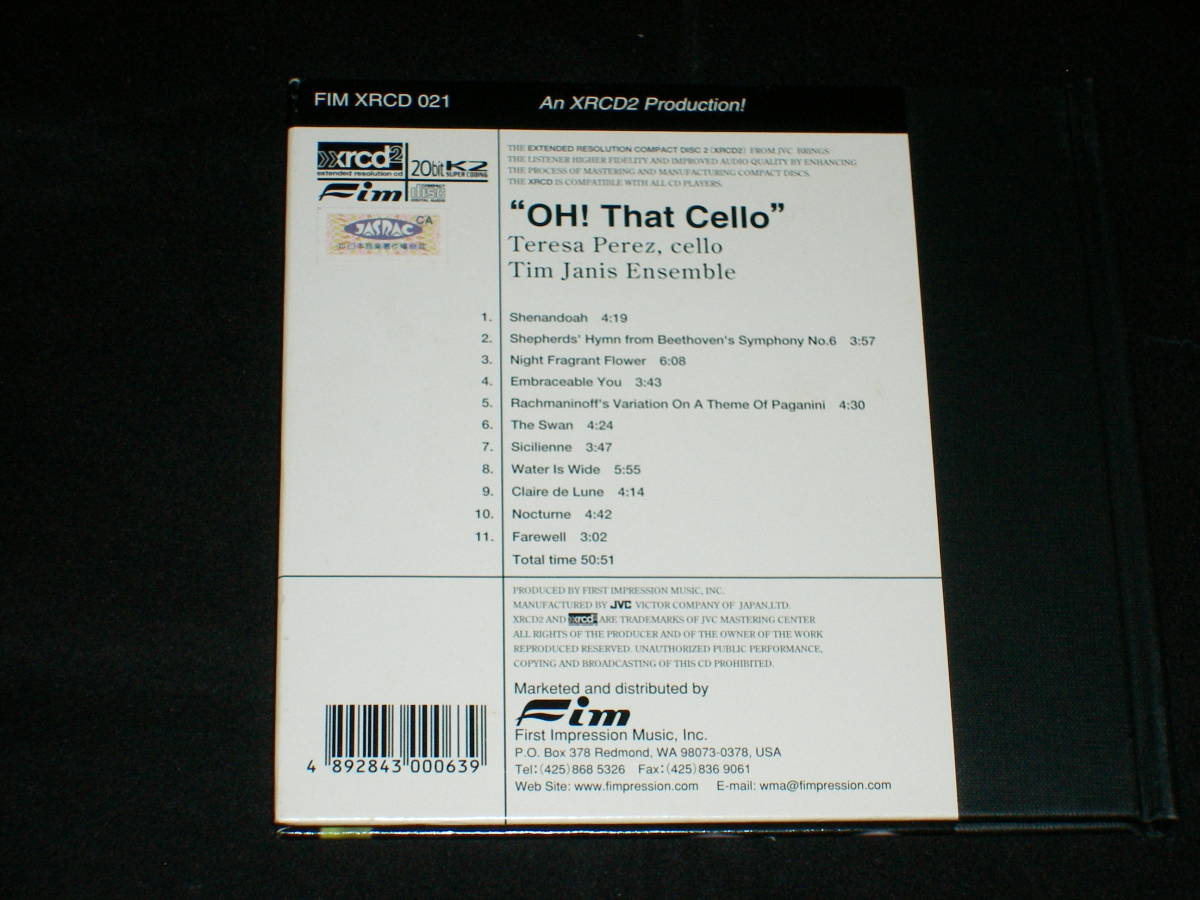 FIM XRCD 021 An XRCD2 Production!
xrcd2
extended resolution cd
20bit K2
SUPER CODING
Fim
COMPACT
disc
DIGITAL AUDIO
CA
JASRAC
THE EXTENDED RESOLUTION COMPACT DISC 2 (XRCD2) FROM JVC BRINGS
THE LISTENER HIGHER FIDELITY AND IMPROVED AUDIO QUALITY BY ENHANCING
THE PROCESS OF MASTERING AND MANUFACTURING COMPACT DISCS.
THE XRCD IS COMPATIBLE WITH ALL CD PLAYERS.
“OH! That Cello”
Teresa Perez, cello
Tim Janis Ensemble
1. Shenandoah 4:19
2. Shepherds' Hymn from Beethoven's Symphony No.6 3:57
3. Night Fragrant Flower 6:08
4. Embraceable You 3:43
5. Rachmaninoff's Variation On A Theme Of Paganini 4:30
6. The Swan 4:24
7. Sicilienne 3:47
8. Water Is Wide 5:55
9. Claire de Lune 4:14
10. Nocturne 4:42
11. Farewell 3:02
Total time 50:51
PRODUCED BY FIRST IMPRESSION MUSIC, INC.
MANUFACTURED BY JVC VICTOR COMPANY OF JAPAN,LTD.
XRCD2 AND xrcd2 ARE TRADEMARKS OF JVC MASTERING CENTER
ALL RIGHTS OF THE PRODUCER AND OF THE OWNER OF THE WORK
REPRODUCED RESERVED. UNAUTHORIZED PUBLIC PERFORMANCE,
COPYING AND BROADCASTING OF THIS CD PROHIBITED.
Marketed and distributed by
Fim
First Impression Music, Inc.
P.O. Box 378 Redmond, WA 98073-0378, USA
Tel:(425)868 5326 Fax:(425)836 9061
Web Site: www.fimpression.com E-mail: wma@fimpression.com
4 892843 000639